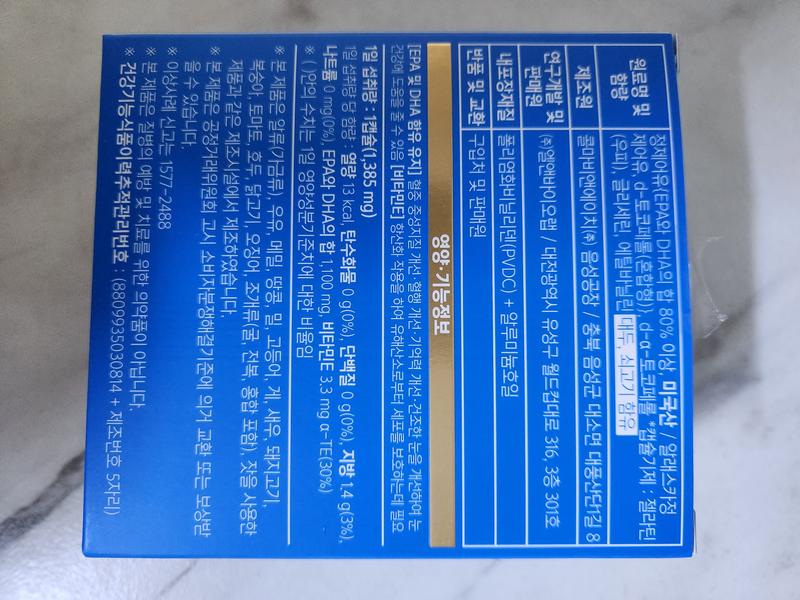 원료명 및 함량
정제어유(EPA와 DHA의 합 80% 이상, 미국산 / 알래스카정
제어유, d-토코페롤(혼합형)), d-α-토코페롤 *캡슐기제 : 젤라틴
(우피), 글리세린, 에틸바닐린 대두, 쇠고기 함유
제조원
콜마비앤에이치(주) 음성공장 / 충북 음성군 대소면 대풍산단1길 8
연구개발 및 판매원
(주)엘앤바이오랩 / 대전광역시 유성구 월드컵대로 316, 3층 301호
내포장재질
폴리염화비닐리덴(PVDC) + 알루미늄호일
반품 및 교환
구입처 및 판매원
영양·기능정보
[EPA 및 DHA 함유 유지] 혈중 중성지질 개선·혈행 개선·기억력 개선·건조한 눈을 개선하여 눈
건강에 도움을 줄 수 있음 [비타민E] 항산화 작용을 하여 유해산소로부터 세포를 보호하는데 필요
1일 섭취량 : 1캡슐(1,385 mg)
1일 섭취량 당 함량 : 열량 13 kcal, 탄수화물 0 g(0%), 단백질 0 g(0%), 지방 1.4 g(3%),
나트륨 0 mg(0%), EPA와 DHA의 합 1,100 mg, 비타민E 3.3 mg α-TE(30%)
※ ( )안의 수치는 1일 영양성분기준치에 대한 비율임
※ 본 제품은 알류(가금류), 우유, 메밀, 땅콩, 밀, 고등어, 게, 새우, 돼지고기,
복숭아, 토마토, 호두, 닭고기, 오징어, 조개류(굴, 전복, 홍합 포함), 잣을 사용한
제품과 같은 제조시설에서 제조하였습니다.
※ 본 제품은 공정거래위원회 고시 소비자분쟁해결기준에 의거 교환 또는 보상받
을 수 있습니다.
※ 이상사례 신고는 1577-2488
※ 본 제품은 질병의 예방 및 치료를 위한 의약품이 아닙니다.
※ 건강기능식품이력추적관리번호 : (8809935030814 + 제조번호 5자리)